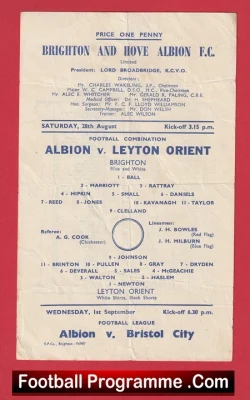 PRICE ONE PENNY
BRIGHTON AND HOVE ALBION F.C.
Limited
President: LORD BROADBRIDGE, K.C.V.O.
Directors:
Mr. CHARLES WAKELING, J.P., Chairman
Major W. C. CAMPBELL, D.S.O., M.C., Vice-Chairman
Mr. ALEC E. WHITCHER Mr. GERALD R. PALING, C.B.E.
Medical Officer: Dr. H. SHEPHEARD
Hon. Surgeon: Mr. F. C. F. LLOYD WILLIAMSON
Secretary-Manager: Mr. DON WELSH
Trainer: ALEC WILSON
SATURDAY, 28th August Kick-off 3.15 p.m.
FOOTBALL COMBINATION
ALBION v. LEYTON ORIENT
BRIGHTON
Blue and White
1 - BALL
2 - MARRIOTT 3 - RATTRAY
4 - HIPKIN 5 - SMALL 6 - DANIELS
7 - REED 8 - JONES 10 - KAVANAGH 11 - TAYLOR
9 - CLELLAND
Referee:
A. G. COOK
(Chichester)
Linesmen:
J. H. BOWLES
(Red Flag)
J. H. MILBURN
(Blue Flag)
9 - JOHNSON
11 - BRINTON 10 - PULLEN 8 - GRAY 7 - DRYDEN
6 - DEVERALL 5 - SALES 4 - McGEACHIE
3 - WALTON 2 - HASLEM
1 - NEWTON
LEYTON ORIENT
White Shirts, Black Shorts
WEDNESDAY, 1st September Kick-off 6.30 p.m.
FOOTBALL LEAGUE
Albion v. Bristol City
Football Programme .Com